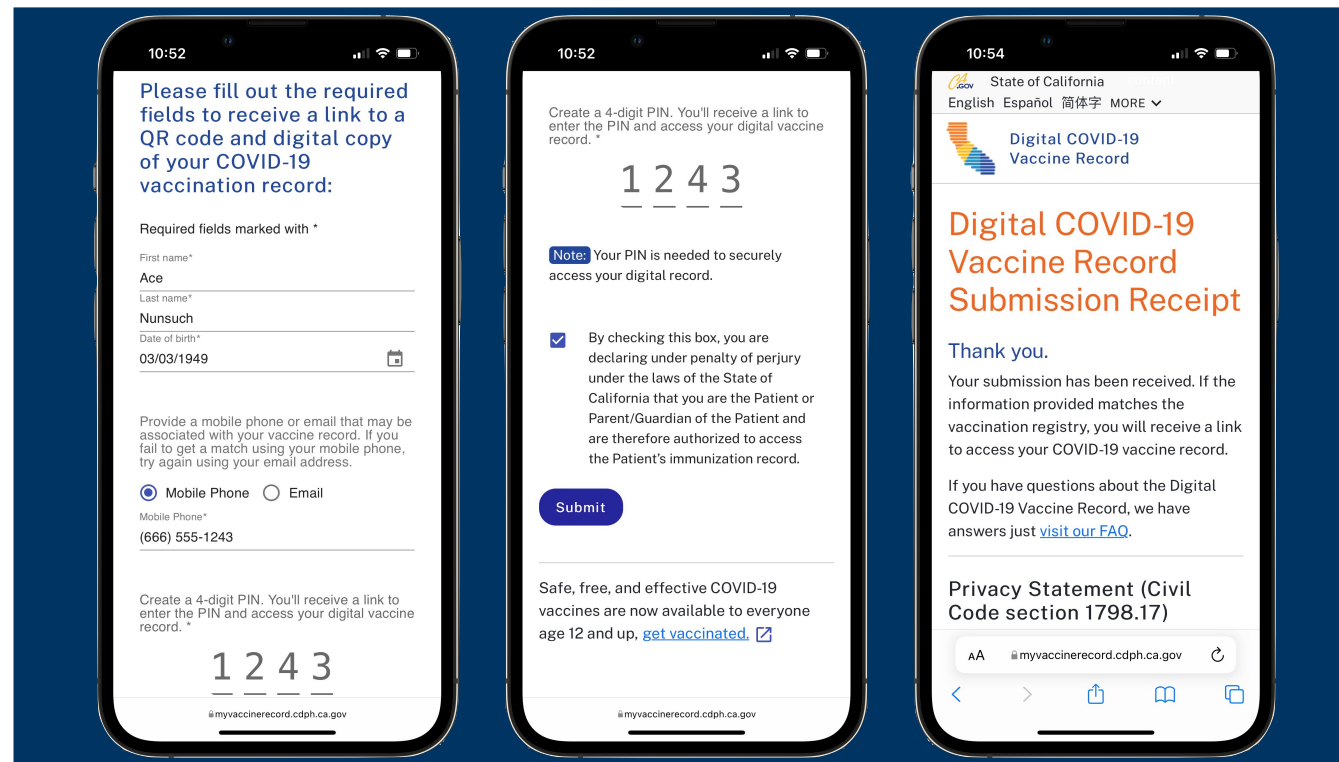 10:52
Please fill out the required
fields to receive a link to a
QR code and digital copy
of your COVID-19
vaccination record:
Required fields marked with *
First name*
Ace
Last name*
Nunsuch
Date of birth*
03/03/1949
Provide a mobile phone or email that may be
associated with your vaccine record. If you
fail to get a match using your mobile phone,
try again using your email address.
Mobile Phone Email
Mobile Phone*
(666) 555-1243
Create a 4-digit PIN. You'll receive a link to
enter the PIN and access your digital vaccine
record. *
1 2 4 3
myvaccinerecord.cdph.ca.gov
10:52
Create a 4-digit PIN. You'll receive a link to
enter the PIN and access your digital vaccine
record. *
1 2 4 3
Note: Your PIN is needed to securely
access your digital record.
By checking this box, you are
declaring under penalty of perjury
under the laws of the State of
California that you are the Patient or
Parent/Guardian of the Patient and
are therefore authorized to access
the Patient's immunization record.
Submit
Safe, free, and effective COVID-19
vaccines are now available to everyone
age 12 and up, get vaccinated.
myvaccinerecord.cdph.ca.gov
10:54
CA.GOV State of California
English Español 简体字 MORE
Digital COVID-19
Vaccine Record
Digital COVID-19
Vaccine Record
Submission Receipt
Thank you.
Your submission has been received. If the
information provided matches the
vaccination registry, you will receive a link
to access your COVID-19 vaccine record.
If you have questions about the Digital
COVID-19 Vaccine Record, we have
answers just visit our FAQ.
Privacy Statement (Civil
Code section 1798.17)
AA myvaccinerecord.cdph.ca.gov